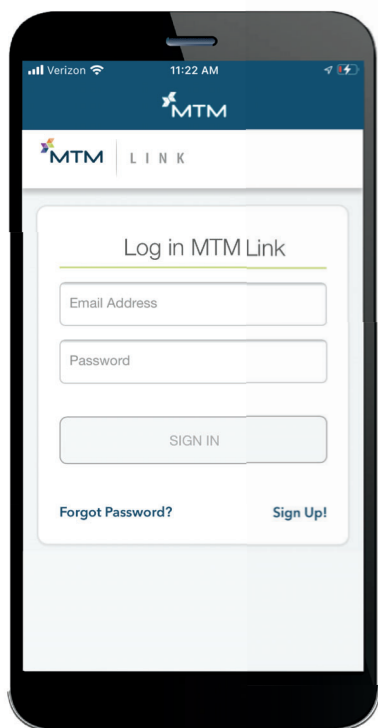 Verizon 11:22 AM
MTM
MTM LINK
Log in MTM Link
Email Address
Password
SIGN IN
Forgot Password? Sign Up!